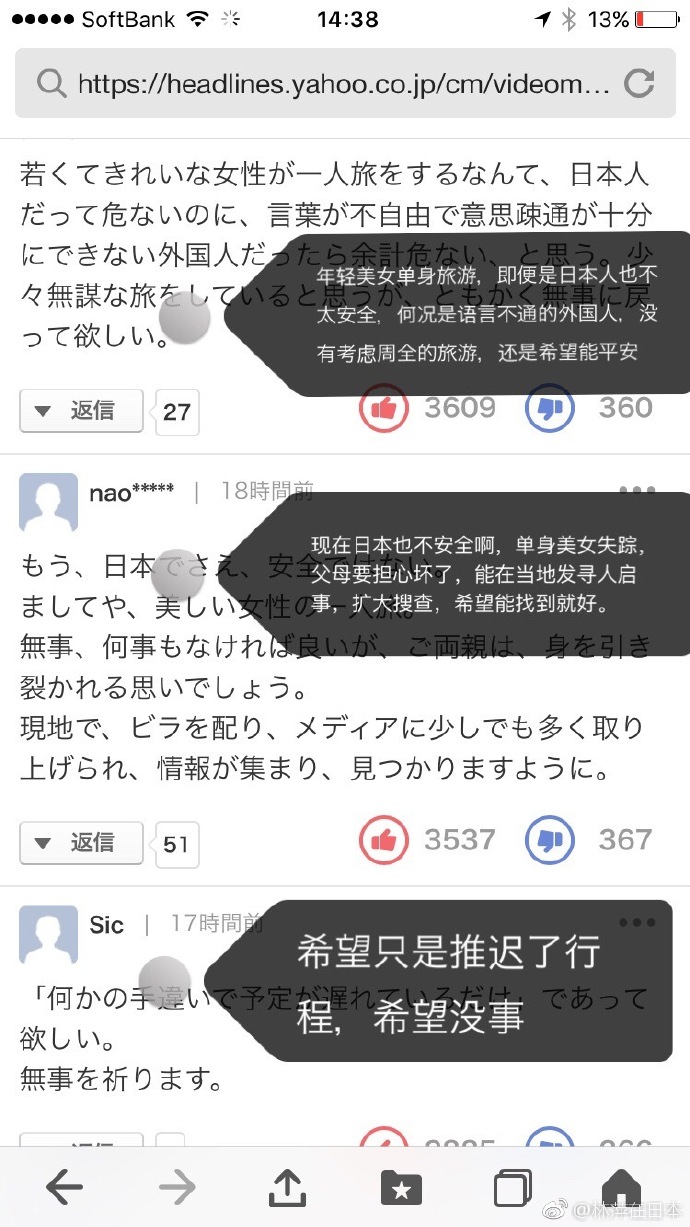 SoftBank 14:38 13%
https://headlines.yahoo.co.jp/cm/videom...
若くてきれいな女性が一人旅をするなんて、日本人
だって危ないのに、言葉が不自由で意思疎通が十分
にできない外国人だったら余計危ない、と思う。少
々無謀な旅をしていると思うが、ともかく無事に戻
って欲しい。
年轻美女单身旅游，即便是日本人也不
太安全，何况是语言不通的外国人，没
有考虑周全的旅游，还是希望能平安
返信 27 3609 360
nao***** | 18時間前
もう、日本でさえ、安全ではない。
ましてや、美しい女性の一人旅。
無事、何事もなければ良いが、ご両親は、身を引き
裂かれる思いでしょう。
現地で、ビラを配り、メディアに少しでも多く取り
上げられ、情報が集まり、見つかりますように。
现在日本也不安全啊，单身美女失踪，
父母要担心坏了，能在当地发寻人启
事，扩大搜查，希望能找到就好。
返信 51 3537 367
Sic | 17時間前
「何かの手違いで予定が遅れているだけ」であって
欲しい。
無事を祈ります。
希望只是推迟了行
程，希望没事
@林萍在日本